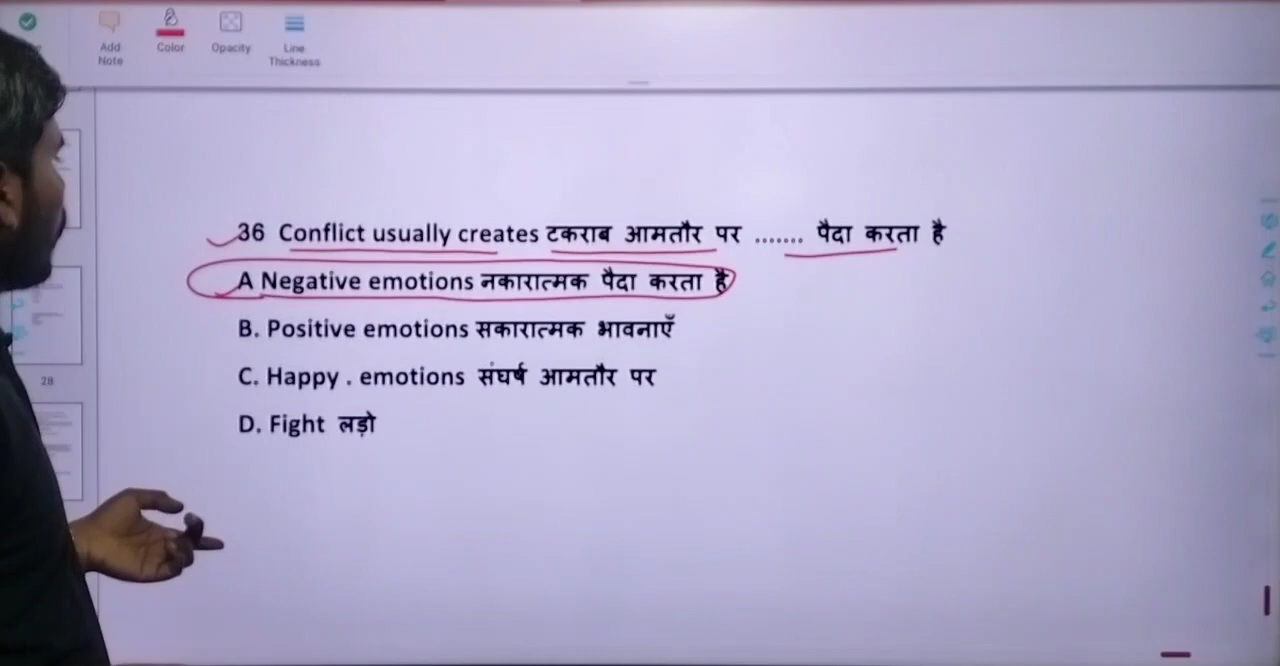 Add Note
Color
Opacity
Line Thickness
36 Conflict usually creates टकराब आमतौर पर ....... पैदा करता है
A Negative emotions नकारात्मक पैदा करता है
B. Positive emotions सकारात्मक भावनाएँ
C. Happy . emotions संघर्ष आमतौर पर
D. Fight लड़ो
28